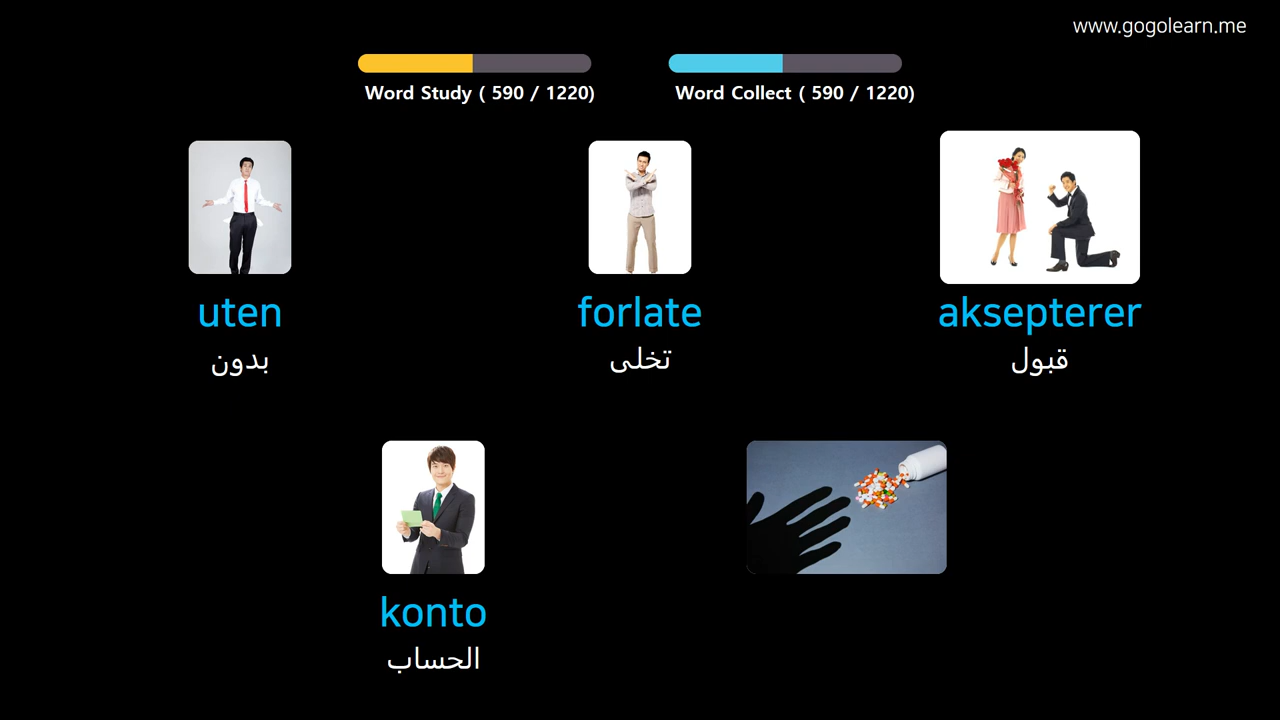 www.gogolearn.me
Word Study ( 590 / 1220)
Word Collect ( 590 / 1220)
uten
forlate
aksepterer
بدون
تخلى
قبول
konto
الحساب